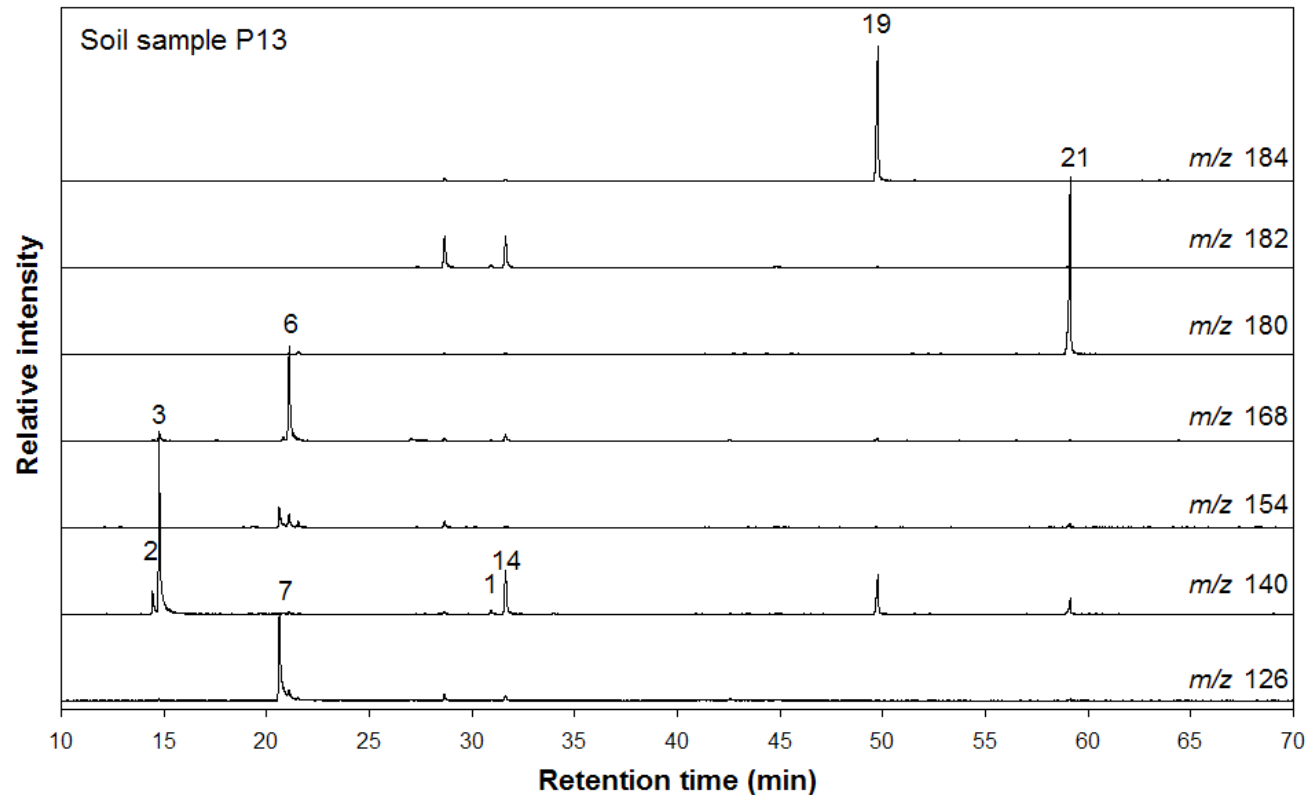 Soil sample P13
19
m/z 184
21
m/z 182
6
m/z 180
3
m/z 168
m/z 154
2
7
1
14
m/z 140
m/z 126
Relative intensity
10 15 20 25 30 35 40 45 50 55 60 65 70
Retention time (min)